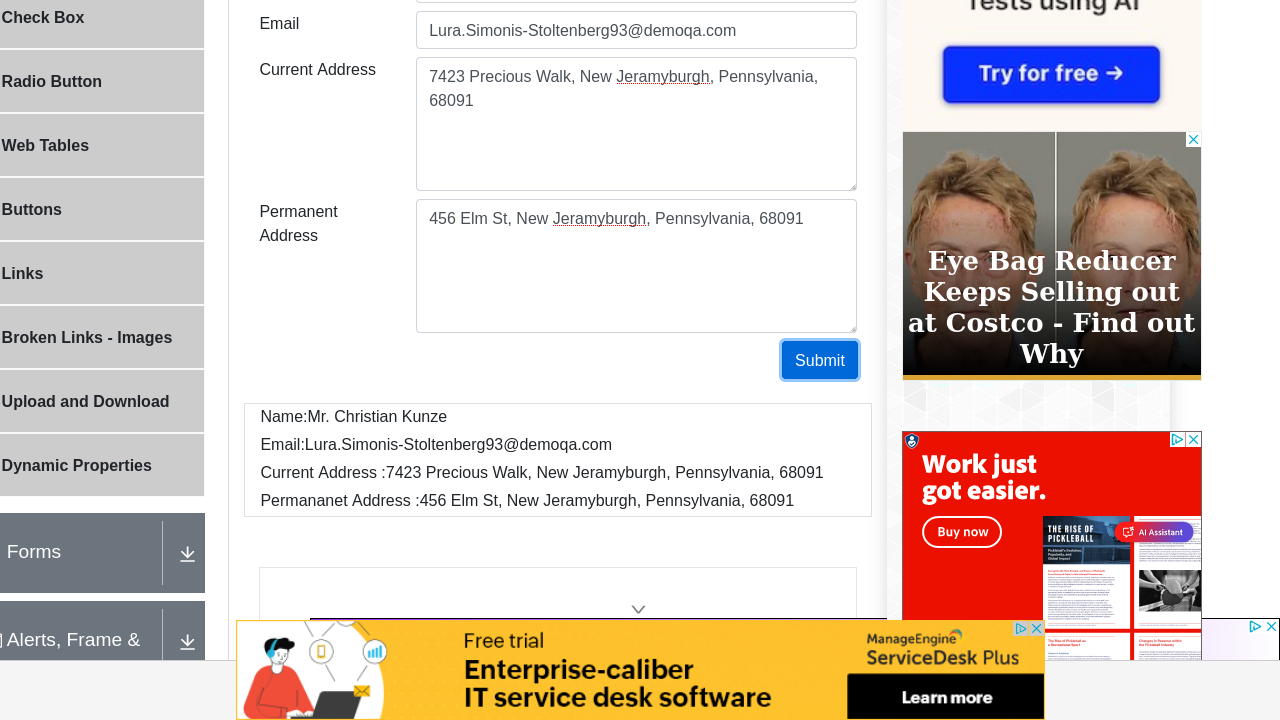 Check Box
Radio Button
Web Tables
Buttons
Links
Broken Links - Images
Upload and Download
Dynamic Properties
Forms
Alerts, Frame &
Email
Lura.Simonis-Stoltenberg93@demoqa.com
Current Address
7423 Precious Walk, New Jeramyburgh, Pennsylvania,
68091
Permanent
Address
456 Elm St, New Jeramyburgh, Pennsylvania, 68091
Submit
Name:Mr. Christian Kunze
Email:Lura.Simonis-Stoltenberg93@demoqa.com
Current Address :7423 Precious Walk, New Jeramyburgh, Pennsylvania, 68091
Permananet Address :456 Elm St, New Jeramyburgh, Pennsylvania, 68091
Tests using AI
Try for free →
Eye Bag Reducer
Keeps Selling out
at Costco - Find out
Why
Work just
got easier.
Buy now
THE RISE OF
PICKLEBALL
AI Assistant
Free trial
Enterprise-caliber
IT service desk software
ManageEngine
ServiceDesk Plus
Learn more